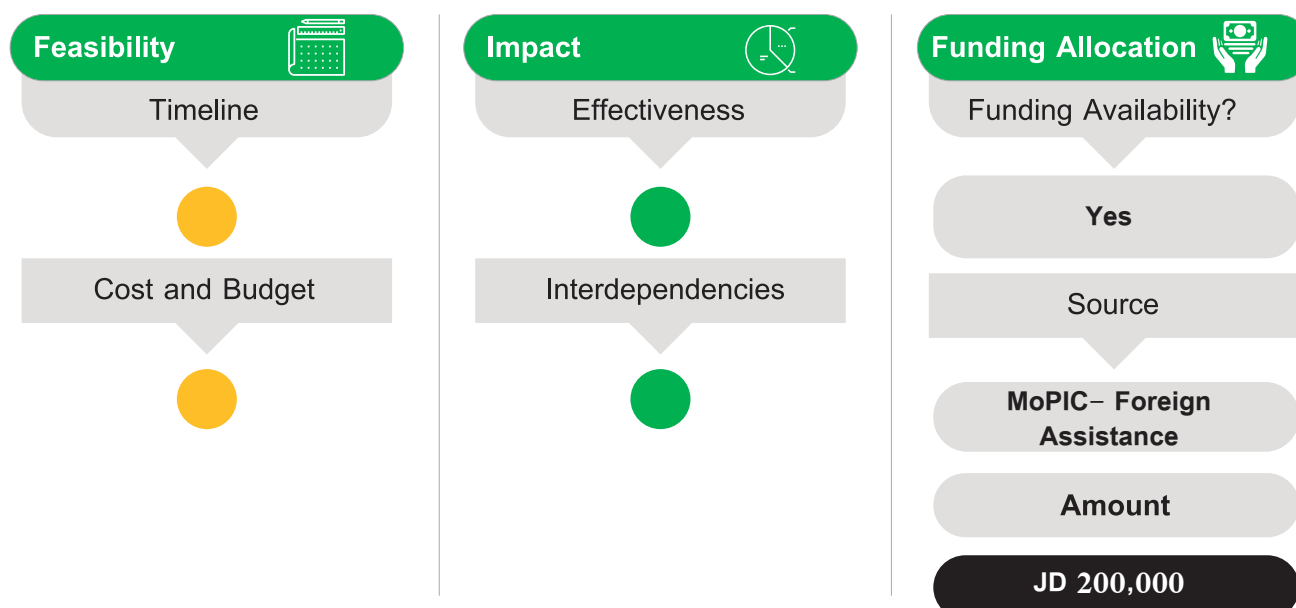 Feasibility
Timeline
Cost and Budget
Impact
Effectiveness
Interdependencies
Funding Allocation
Funding Availability?
Yes
Source
MoPIC– Foreign
Assistance
Amount
JD 200,000